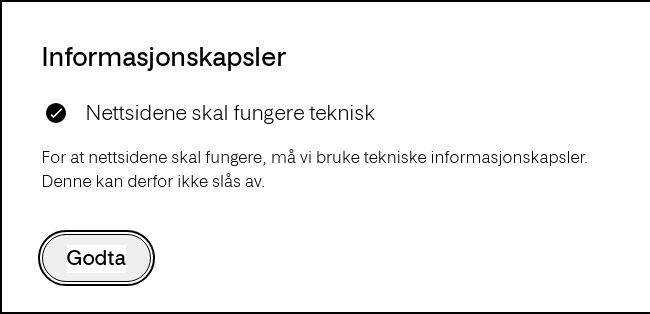 Informasjonskapsler
Nettsidene skal fungere teknisk
For at nettsidene skal fungere, må vi bruke tekniske informasjonskapsler.
Denne kan derfor ikke slås av.
Godta